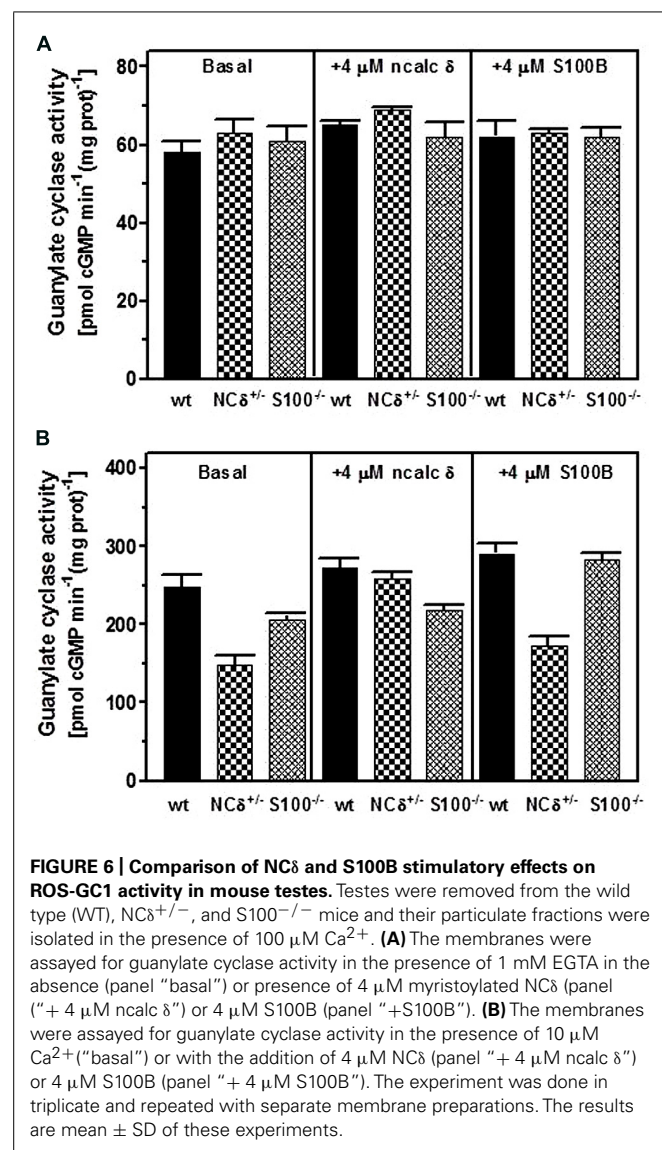 A
Guanylate cyclase activity
[pmol cGMP min⁻¹(mg prot)⁻¹]
80
60
40
20
0
Basal
+4 µM ncalc δ
+4 µM S100B
wt NCδ⁺/⁻ S100⁻/⁻ wt NCδ⁺/⁻ S100⁻/⁻ wt NCδ⁺/⁻ S100⁻/⁻
B
Guanylate cyclase activity
[pmol cGMP min⁻¹(mg prot)⁻¹]
400
300
200
100
0
Basal
+4 µM ncalc δ
+4 µM S100B
wt NCδ⁺/⁻ S100⁻/⁻ wt NCδ⁺/⁻ S100⁻/⁻ wt NCδ⁺/⁻ S100⁻/⁻
FIGURE 6 | Comparison of NCδ and S100B stimulatory effects on
ROS-GC1 activity in mouse testes. Testes were removed from the wild
type (WT), NCδ⁺/⁻, and S100⁻/⁻ mice and their particulate fractions were
isolated in the presence of 100 µM Ca²⁺. (A) The membranes were
assayed for guanylate cyclase activity in the presence of 1 mM EGTA in the
absence (panel “basal”) or presence of 4 µM myristoylated NCδ (panel
(“+ 4 µM ncalc δ”) or 4 µM S100B (panel “+S100B”). (B) The membranes
were assayed for guanylate cyclase activity in the presence of 10 µM
Ca²⁺(“basal”) or with the addition of 4 µM NCδ (panel “+ 4 µM ncalc δ”)
or 4 µM S100B (panel “+ 4 µM S100B”). The experiment was done in
triplicate and repeated with separate membrane preparations. The results
are mean ± SD of these experiments.